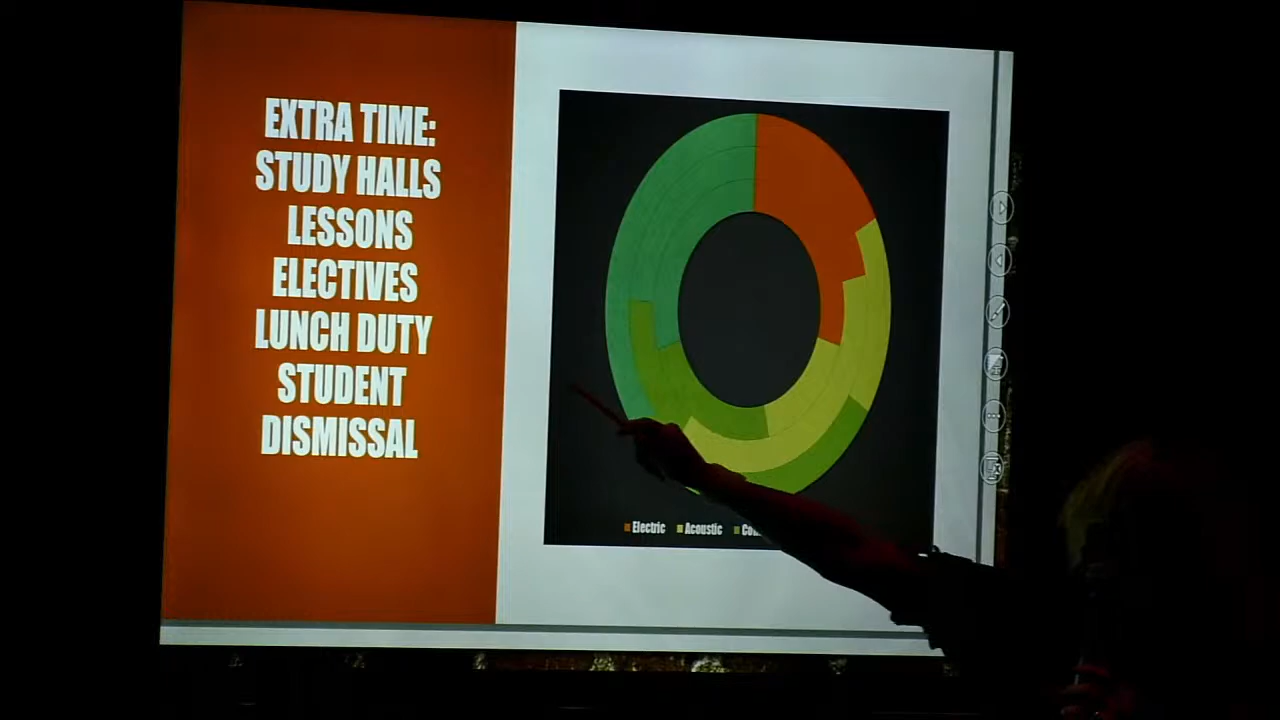 EXTRA TIME:
STUDY HALLS
LESSONS
ELECTIVES
LUNCH DUTY
STUDENT
DISMISSAL
Electric Acoustic